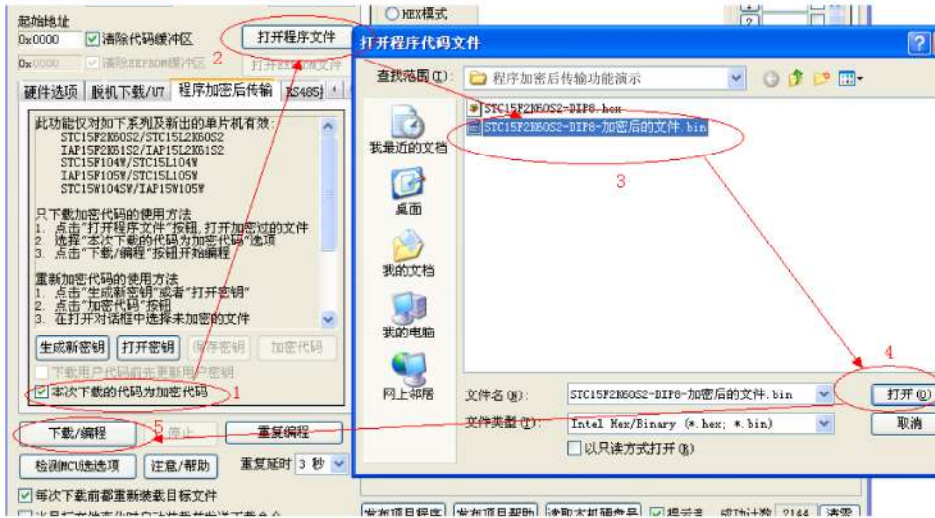 HEX模式
起始地址
0x0000 清除代码缓冲区 打开程序文件
2
0x0000 清除EEPROM缓冲区 打开EEPROM文件
硬件选项 脱机下载/U7 程序加密后传输 RS485
此功能仅对如下系列及新出的单片机有效:
STC15F2K60S2/STC15L2K60S2
IAP15F2K61S2/IAP15L2K61S2
STC15F104W/STC15L104W
IAP15F105W/STC15L105W
STC15W104SW/IAP15W105W
只下载加密代码的使用方法
1. 点击"打开程序文件"按钮,打开加密过的文件
2. 选择"本次下载的代码为加密代码"选项
3. 点击"下载/编程"按钮开始编程
重新加密代码的使用方法
1. 点击"生成新密钥"或者"打开密钥"
2. 点击"加密代码"按钮
3. 在打开对话框中选择未加密的文件
生成新密钥 打开密钥 保存密钥 加密代码
下载用户代码前先更新用户密钥
本次下载的代码为加密代码
1
下载/编程 5 停止 重复编程
检测MCU选项 注意/帮助 重复延时 3 秒
每次下载前都重新装载目标文件
打开程序代码文件
查找范围(I): 程序加密后传输功能演示
STC15F2K60S2-DIP8.hex
STC15F2K60S2-DIP8-加密后的文件.bin
3
我最近的文档
桌面
我的文档
我的电脑
网上邻居
4
文件名(N): STC15F2K60S2-DIP8-加密后的文件.bin 打开(O)
文件类型(T): Intel Hex/Binary (*.hex; *.bin) 取消
以只读方式打开(R)
发布项目程序 发布项目帮助 读取本机硬盘号 成功计数 2144 清零